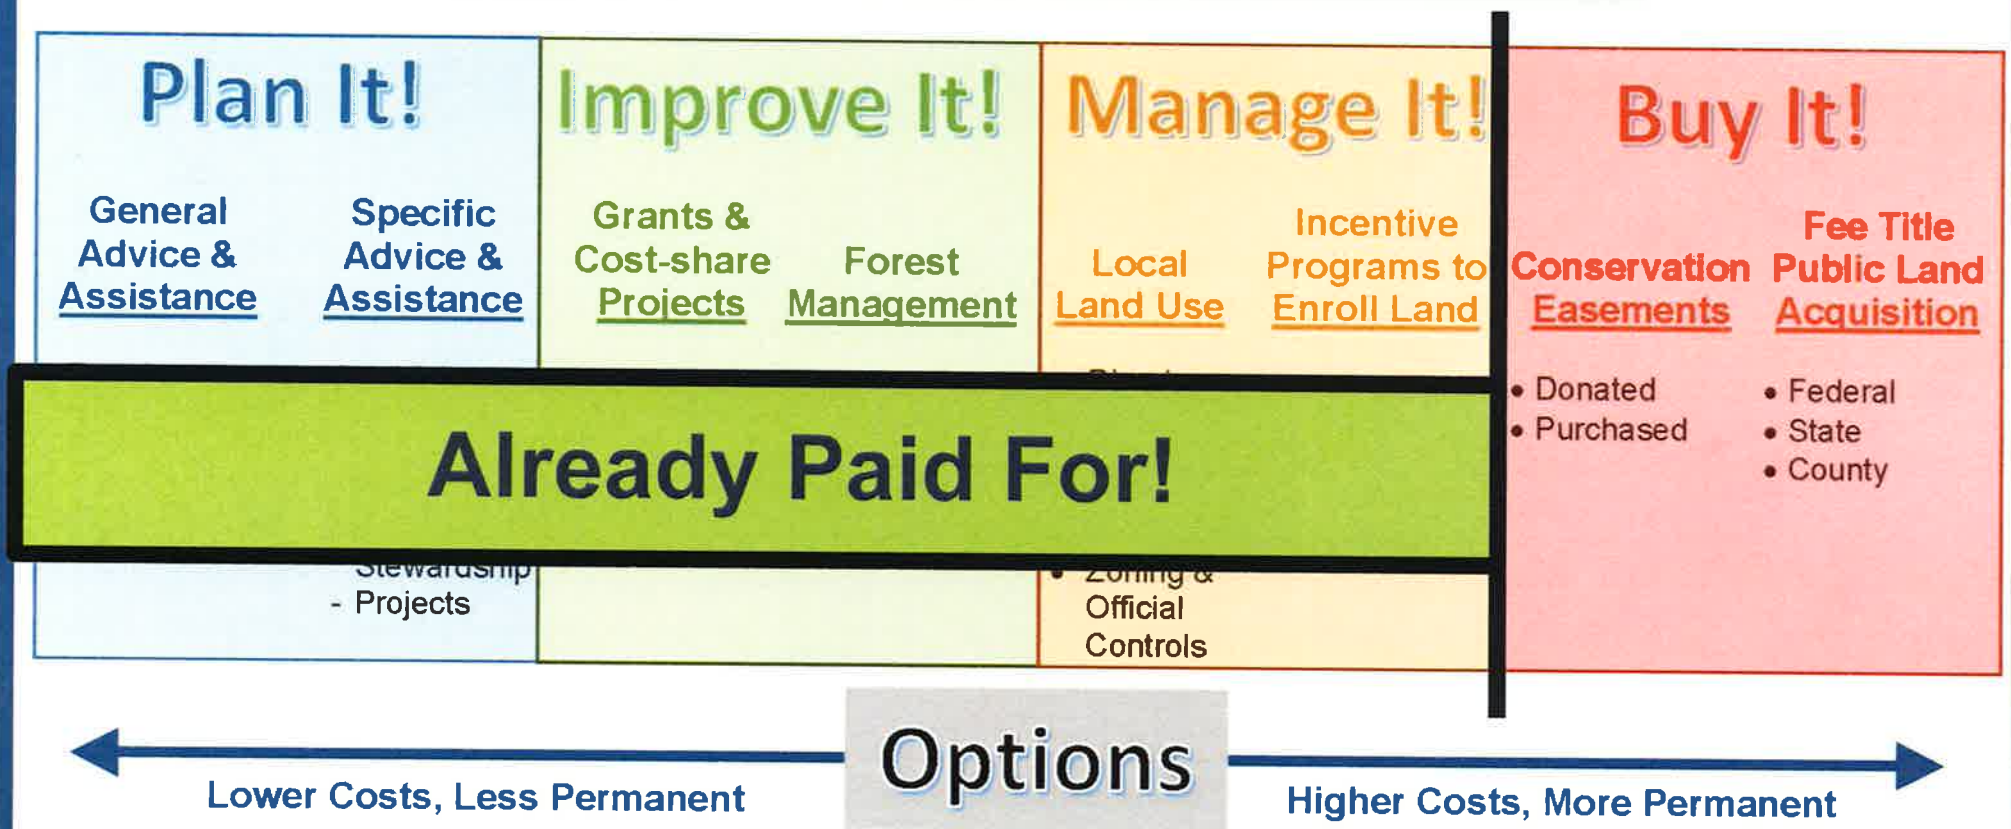 Plan It!
General
Advice &
Assistance
Specific
Advice &
Assistance
Stewardship
- Projects
Improve It!
Grants &
Cost-share
Projects
Forest
Management
Manage It!
Local
Land Use
• Zoning &
Official
Controls
Incentive
Programs to
Enroll Land
Already Paid For!
Buy It!
Conservation
Easements
• Donated
• Purchased
Fee Title
Public Land
Acquisition
• Federal
• State
• County
Options
Lower Costs, Less Permanent
Higher Costs, More Permanent